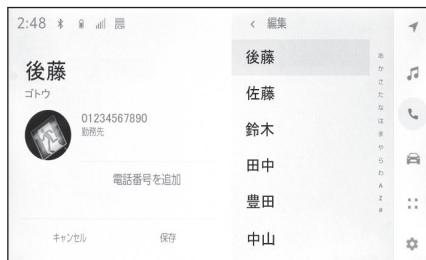 2:48
後藤
ゴトウ
01234567890
勤務先
電話番号を追加
キャンセル
保存
編集
後藤
佐藤
鈴木
田中
豊田
中山
あ
か
さ
た
な
は
ま
や
ら
わ
A
Z
#